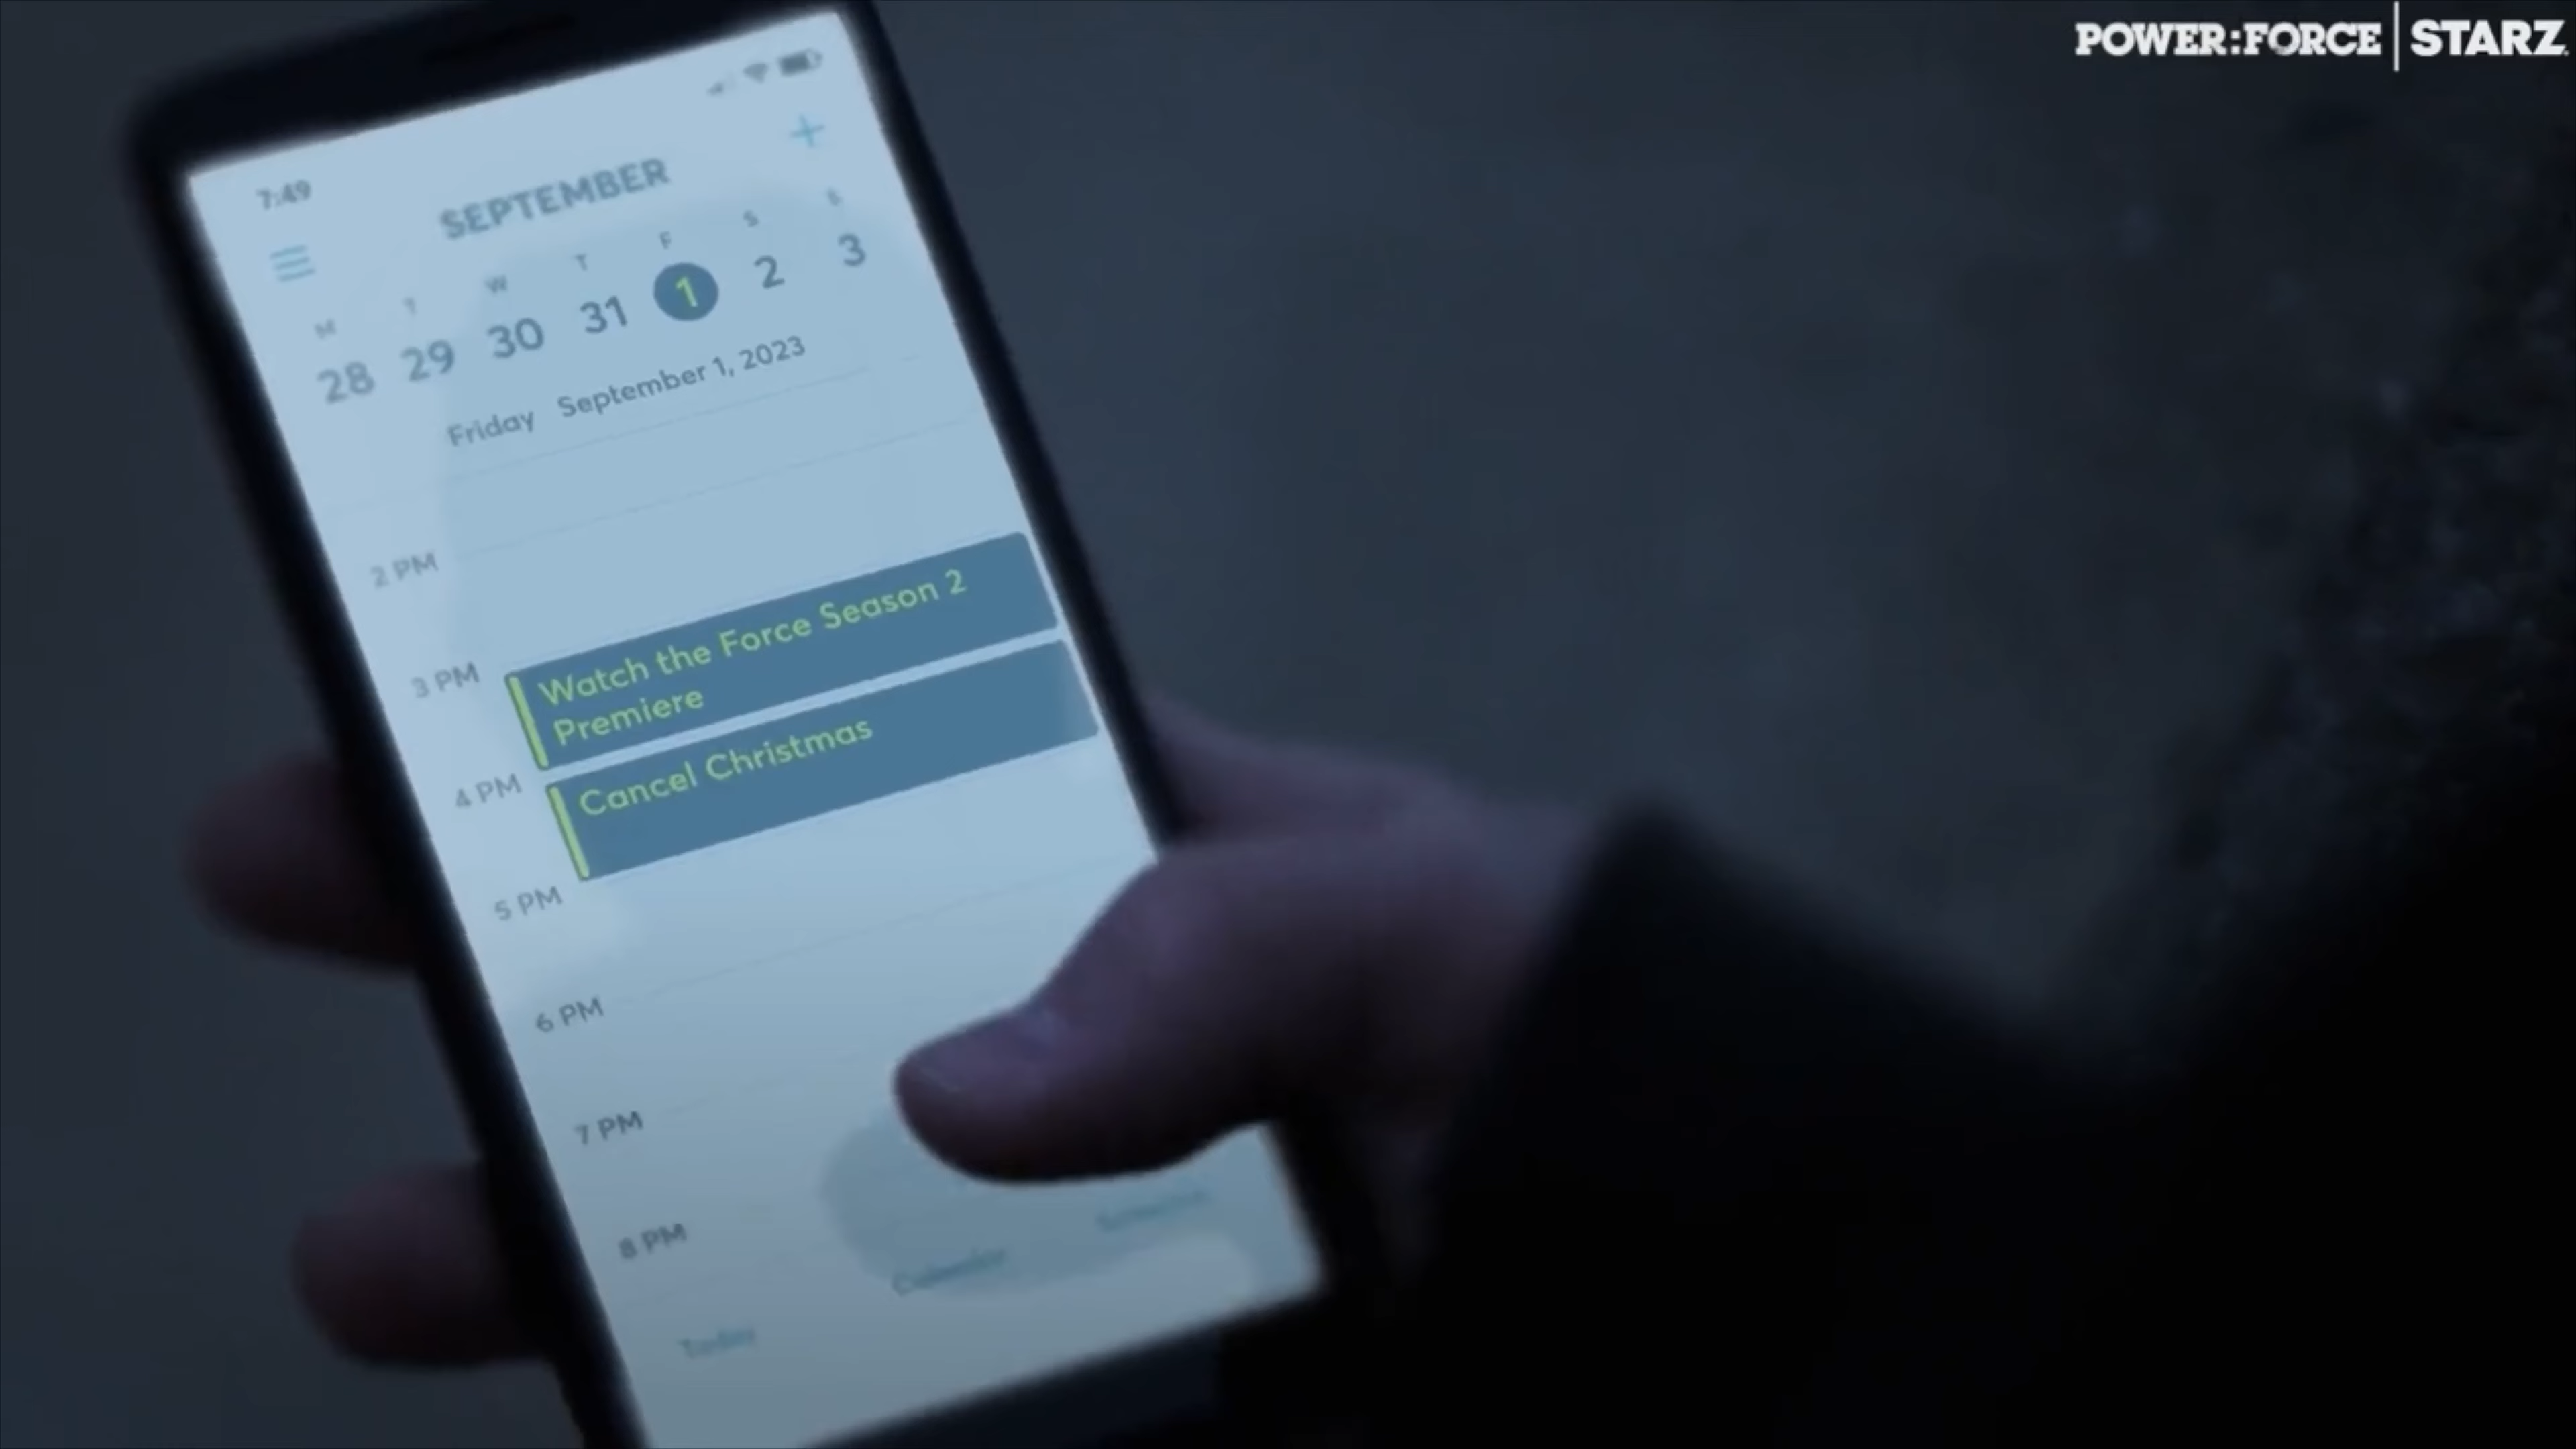 POWER:FORCE | STARZ
7:49
SEPTEMBER
M T W T F S S
28 29 30 31 1 2 3
Friday September 1, 2023
2 PM
3 PM
Watch the Force Season 2
Premiere
4 PM
Cancel Christmas
5 PM
6 PM
7 PM
8 PM
Today
Calendar